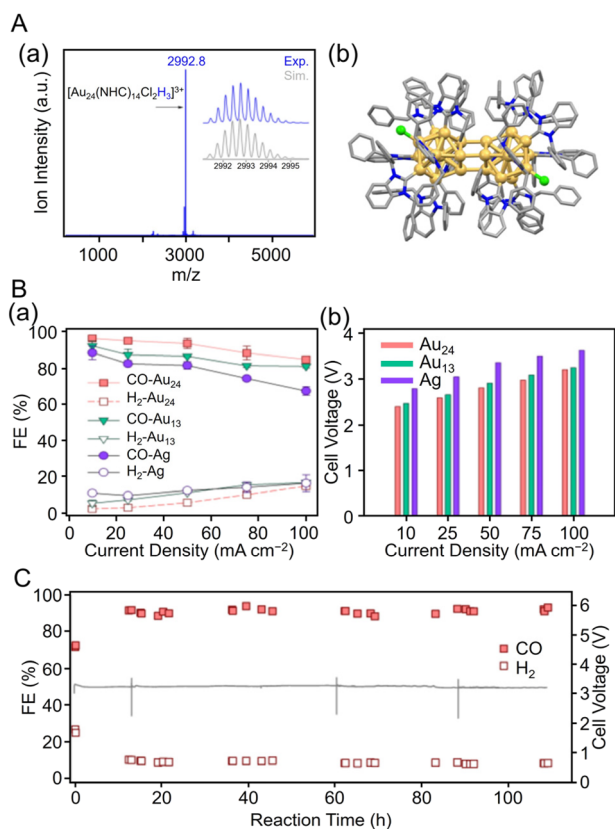 A
(a)
(b)
2992.8
Exp.
Sim.
[Au₂₄(NHC)₁₄Cl₂H₃]³⁺
2992 2993 2994 2995
Ion Intensity (a.u.)
1000 3000 5000
m/z
B
(a)
(b)
100
80
60
40
20
0
FE (%)
CO-Au₂₄
H₂-Au₂₄
CO-Au₁₃
H₂-Au₁₃
CO-Ag
H₂-Ag
0 20 40 60 80 100
Current Density (mA cm⁻²)
4
3
2
1
0
Cell Voltage (V)
Au₂₄
Au₁₃
Ag
10 25 50 75 100
Current Density (mA cm⁻²)
C
100
80
60
40
20
0
FE (%)
CO
H₂
6
5
4
3
2
1
0
Cell Voltage (V)
0 20 40 60 80 100
Reaction Time (h)